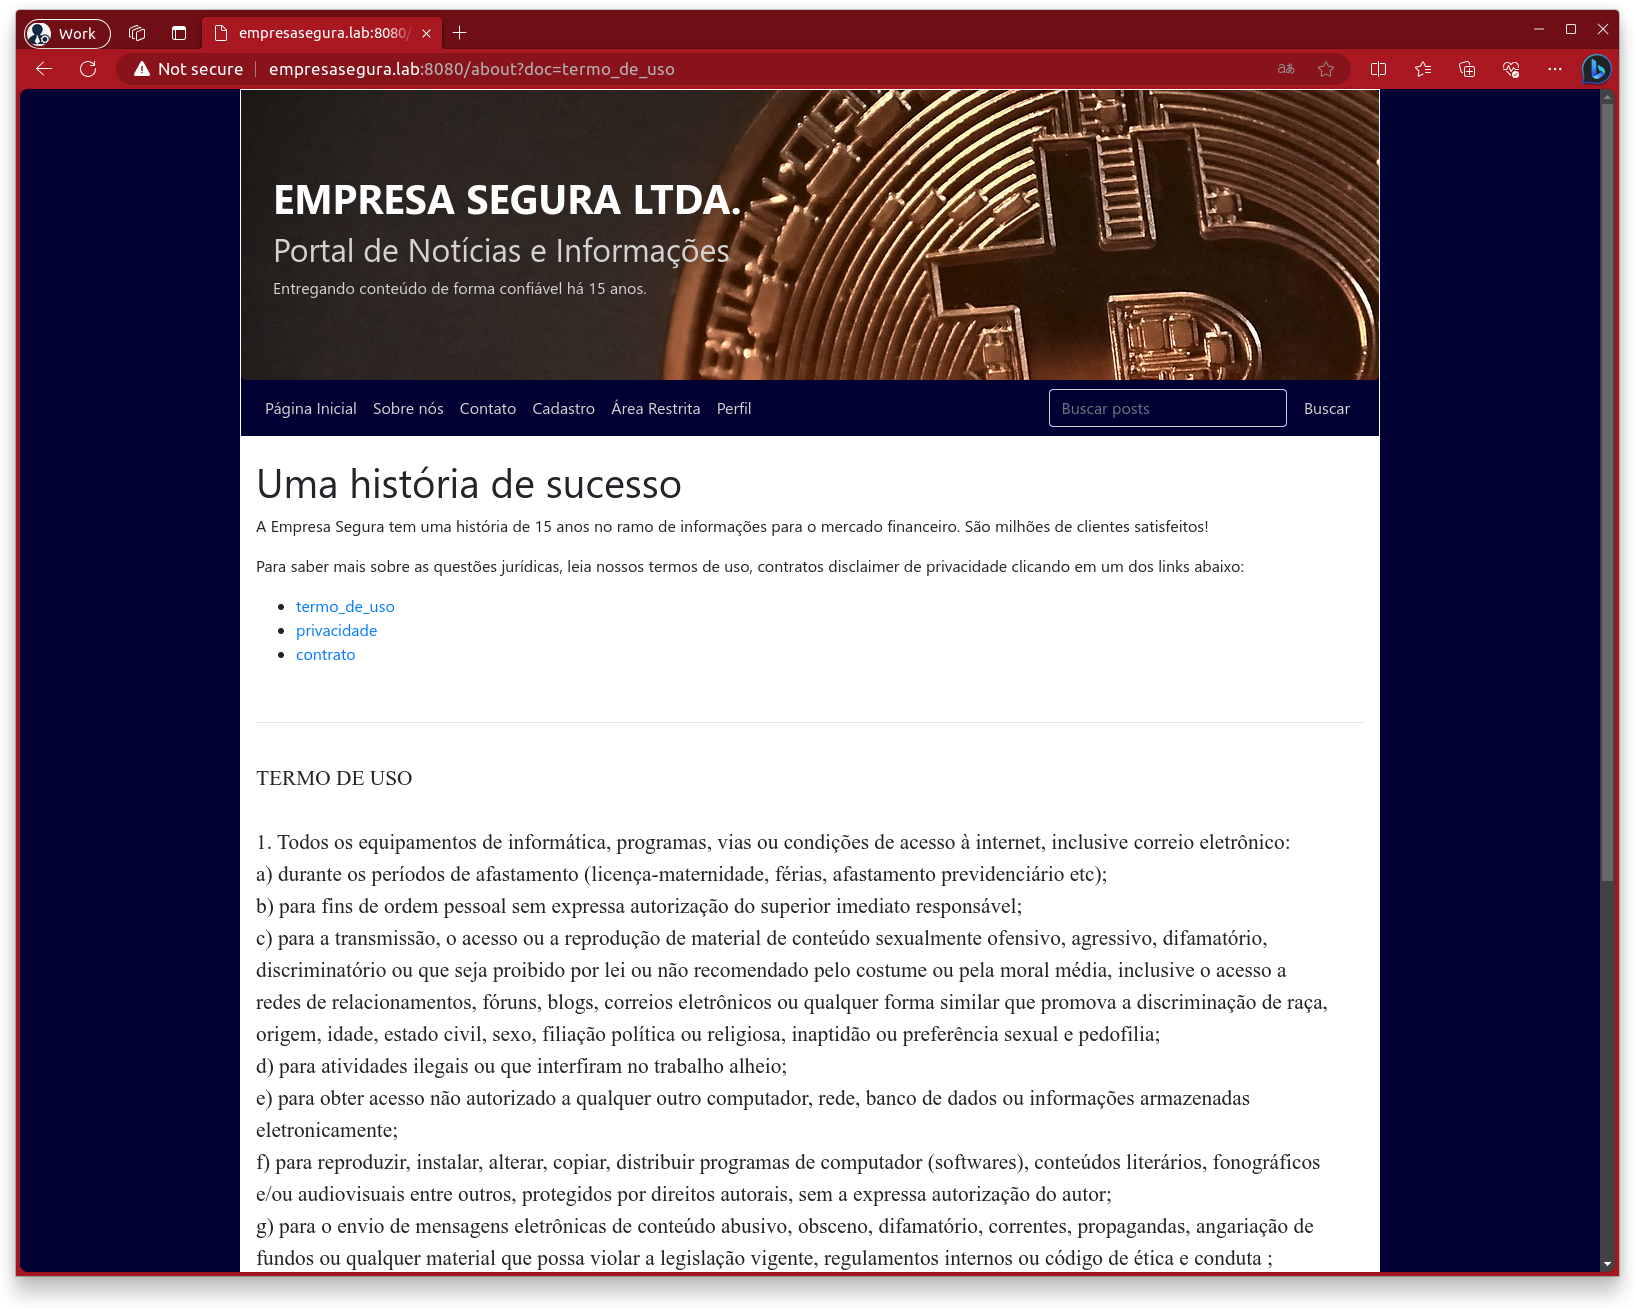 Work
empresasegura.lab:8080/
Not secure
empresasegura.lab:8080/about?doc=termo_de_uso
EMPRESA SEGURA LTDA.
Portal de Notícias e Informações
Entregando conteúdo de forma confiável há 15 anos.
Página Inicial Sobre nós Contato Cadastro Área Restrita Perfil Buscar posts Buscar
Uma história de sucesso
A Empresa Segura tem uma história de 15 anos no ramo de informações para o mercado financeiro. São milhões de clientes satisfeitos!
Para saber mais sobre as questões jurídicas, leia nossos termos de uso, contratos disclaimer de privacidade clicando em um dos links abaixo:
termo_de_uso
privacidade
contrato
TERMO DE USO
1. Todos os equipamentos de informática, programas, vias ou condições de acesso à internet, inclusive correio eletrônico:
a) durante os períodos de afastamento (licença-maternidade, férias, afastamento previdenciário etc);
b) para fins de ordem pessoal sem expressa autorização do superior imediato responsável;
c) para a transmissão, o acesso ou a reprodução de material de conteúdo sexualmente ofensivo, agressivo, difamatório,
discriminatório ou que seja proibido por lei ou não recomendado pelo costume ou pela moral média, inclusive o acesso a
redes de relacionamentos, fóruns, blogs, correios eletrônicos ou qualquer forma similar que promova a discriminação de raça,
origem, idade, estado civil, sexo, filiação política ou religiosa, inaptidão ou preferência sexual e pedofilia;
d) para atividades ilegais ou que interfiram no trabalho alheio;
e) para obter acesso não autorizado a qualquer outro computador, rede, banco de dados ou informações armazenadas
eletronicamente;
f) para reproduzir, instalar, alterar, copiar, distribuir programas de computador (softwares), conteúdos literários, fonográficos
e/ou audiovisuais entre outros, protegidos por direitos autorais, sem a expressa autorização do autor;
g) para o envio de mensagens eletrônicas de conteúdo abusivo, obsceno, difamatório, correntes, propagandas, angariação de
fundos ou qualquer material que possa violar a legislação vigente, regulamentos internos ou código de ética e conduta ;